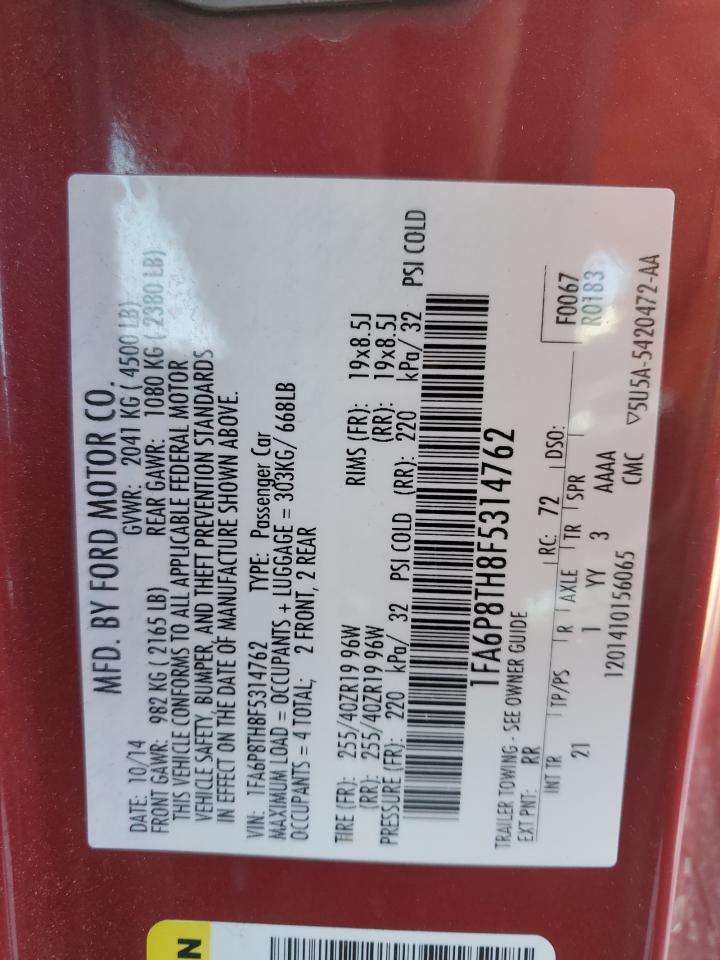 MFD. BY FORD MOTOR CO.
DATE: 10/14 GVWR: 2041 KG ( 4500 LB)
FRONT GAWR: 982 KG ( 2165 LB) REAR GAWR: 1080 KG ( 2380 LB)
THIS VEHICLE CONFORMS TO ALL APPLICABLE FEDERAL MOTOR
VEHICLE SAFETY, BUMPER, AND THEFT PREVENTION STANDARDS
IN EFFECT ON THE DATE OF MANUFACTURE SHOWN ABOVE.
VIN: 1FA6P8TH8F5314762 TYPE: Passenger Car
MAXIMUM LOAD = OCCUPANTS + LUGGAGE = 303KG/ 668LB
OCCUPANTS = 4 TOTAL; 2 FRONT, 2 REAR
TIRE (FR): 255/40ZR19 96W RIMS (FR): 19x8.5J
(RR): 255/40ZR19 96W (RR): 19x8.5J
PRESSURE (FR): 220 kPa/ 32 PSI COLD (RR): 220 kPa/ 32 PSI COLD
1FA6P8TH8F5314762
TRAILER TOWING - SEE OWNER GUIDE
EXT PNT: RR RC: 72 DSO: F0067
R0183
INT TR TP/PS R AXLE TR SPR
21 1 YY 3 AAAA
1201410156065 CMC ▽5U5A-5420472-AA
N